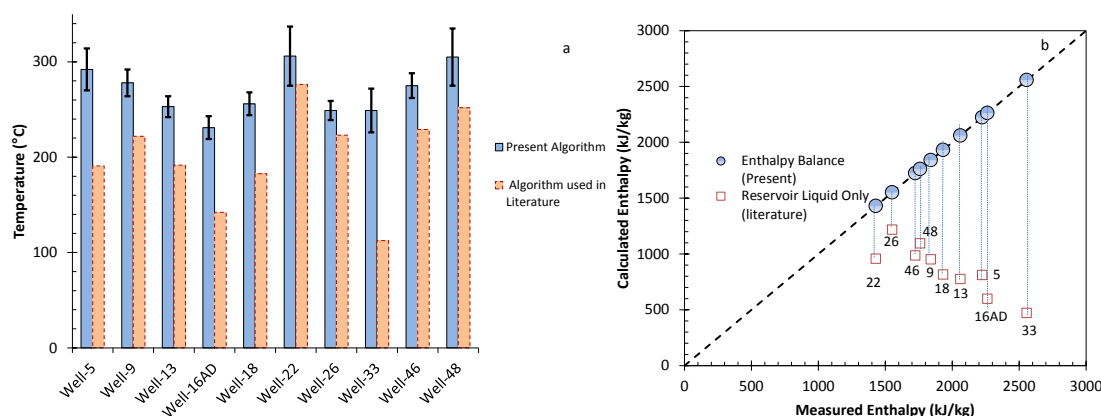 a
300
200
100
0
Temperature (°C)
Present Algorithm
Algorithm used in
Literature
Well-5
Well-9
Well-13
Well-16AD
Well-18
Well-22
Well-26
Well-33
Well-46
Well-48
b
3000
2500
2000
1500
1000
500
0
Calculated Enthalpy (kJ/kg)
Enthalpy Balance
(Present)
Reservoir Liquid Only
(literature)
22
26
46
48
9
18
13
5
16AD
33
0
500
1000
1500
2000
2500
3000
Measured Enthalpy (kJ/kg)